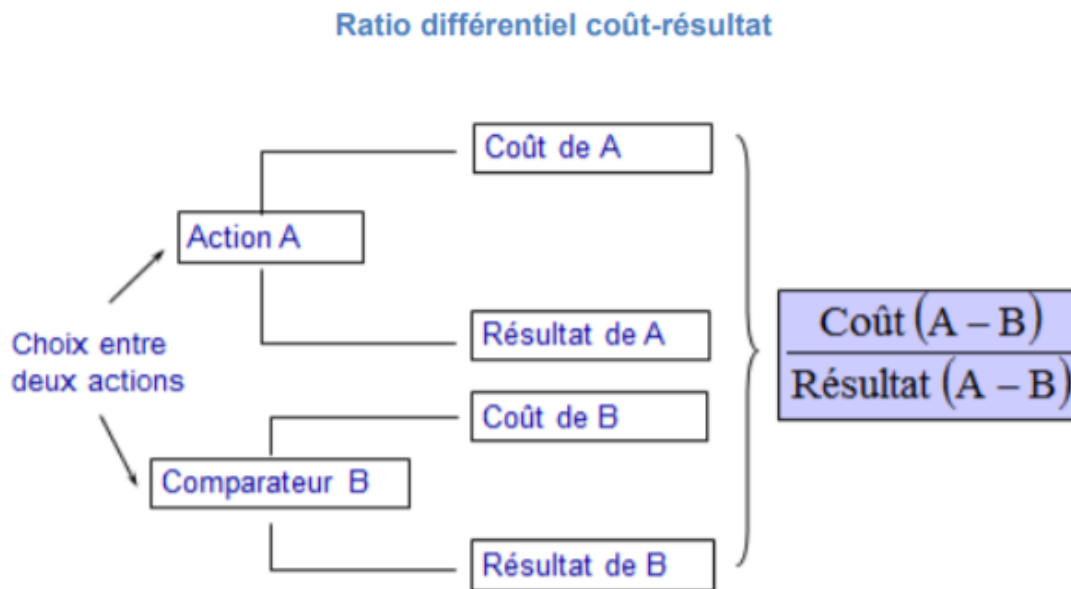 Ratio différentiel coût-résultat
Coût de A
Action A
Résultat de A
Choix entre
deux actions
Coût de B
Comparateur B
Résultat de B
Coût (A – B)
Résultat (A – B)